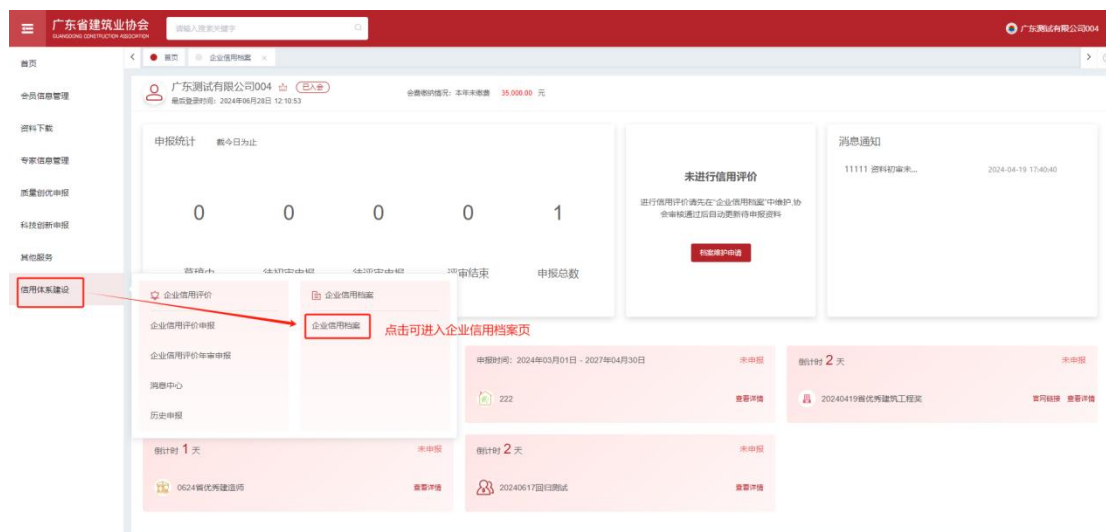 广东省建筑业协会
GUANGDONG CONSTRUCTION ASSOCIATION
请输入搜索关键字
广东测试有限公司004
首页
企业信用档案
首页
会员信息管理
资料下载
专家信息管理
质量创优申报
科技创新申报
其他服务
信用体系建设
广东测试有限公司004
已入会
最后登录时间：2024年06月28日 12:10:53
会费缴纳情况：本年未缴费 35,000.00 元
申报统计 截今日为止
0 0 0 0 1
评审结束 申报总数
未进行信用评价
进行信用评价请先在“企业信用档案”中维护,协
会审核通过后自动更新待申报资料
档案维护申请
消息通知
11111 资料初审未... 2024-04-19 17:40:40
企业信用评价
企业信用评价申报
企业信用评价年审申报
消息中心
历史申报
企业信用档案
企业信用档案
点击可进入企业信用档案页
申报时间：2024年03月01日 - 2027年04月30日 未申报
222 查看详情
倒计时 2 天 未申报
20240419省优秀建筑工程奖 官网链接 查看详情
倒计时 1 天 未申报
0624省优秀建造师 查看详情
倒计时 2 天 未申报
20240617回归测试 查看详情